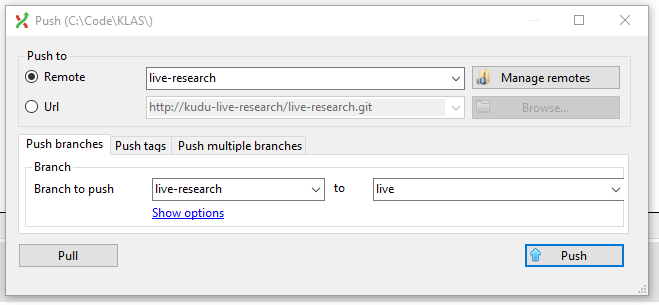 Push (C:\Code\KLAS\)
Push to
Remote live-research Manage remotes
Url http://kudu-live-research/live-research.git Browse...
Push branches Push tags Push multiple branches
Branch
Branch to push live-research to live
Show options
Pull Push